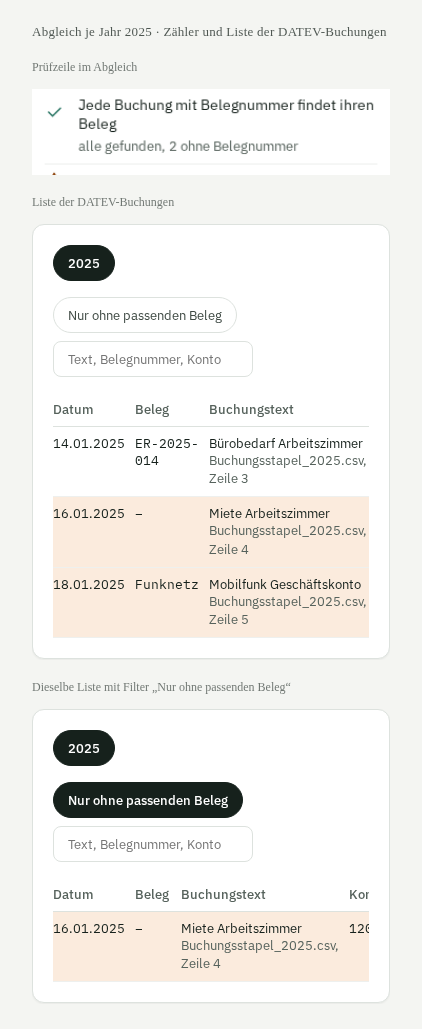 Abgleich je Jahr 2025 · Zähler und Liste der DATEV-Buchungen
Prüfzeile im Abgleich
Jede Buchung mit Belegnummer findet ihren
Beleg
alle gefunden, 2 ohne Belegnummer
Liste der DATEV-Buchungen
2025
Nur ohne passenden Beleg
Text, Belegnummer, Konto
Datum Beleg Buchungstext
14.01.2025 ER-2025- Bürobedarf Arbeitszimmer
014 Buchungsstapel_2025.csv,
Zeile 3
16.01.2025 – Miete Arbeitszimmer
Buchungsstapel_2025.csv,
Zeile 4
18.01.2025 Funknetz Mobilfunk Geschäftskonto
Buchungsstapel_2025.csv,
Zeile 5
Dieselbe Liste mit Filter „Nur ohne passenden Beleg“
2025
Nur ohne passenden Beleg
Text, Belegnummer, Konto
Datum Beleg Buchungstext
16.01.2025 – Miete Arbeitszimmer
Buchungsstapel_2025.csv,
Zeile 4